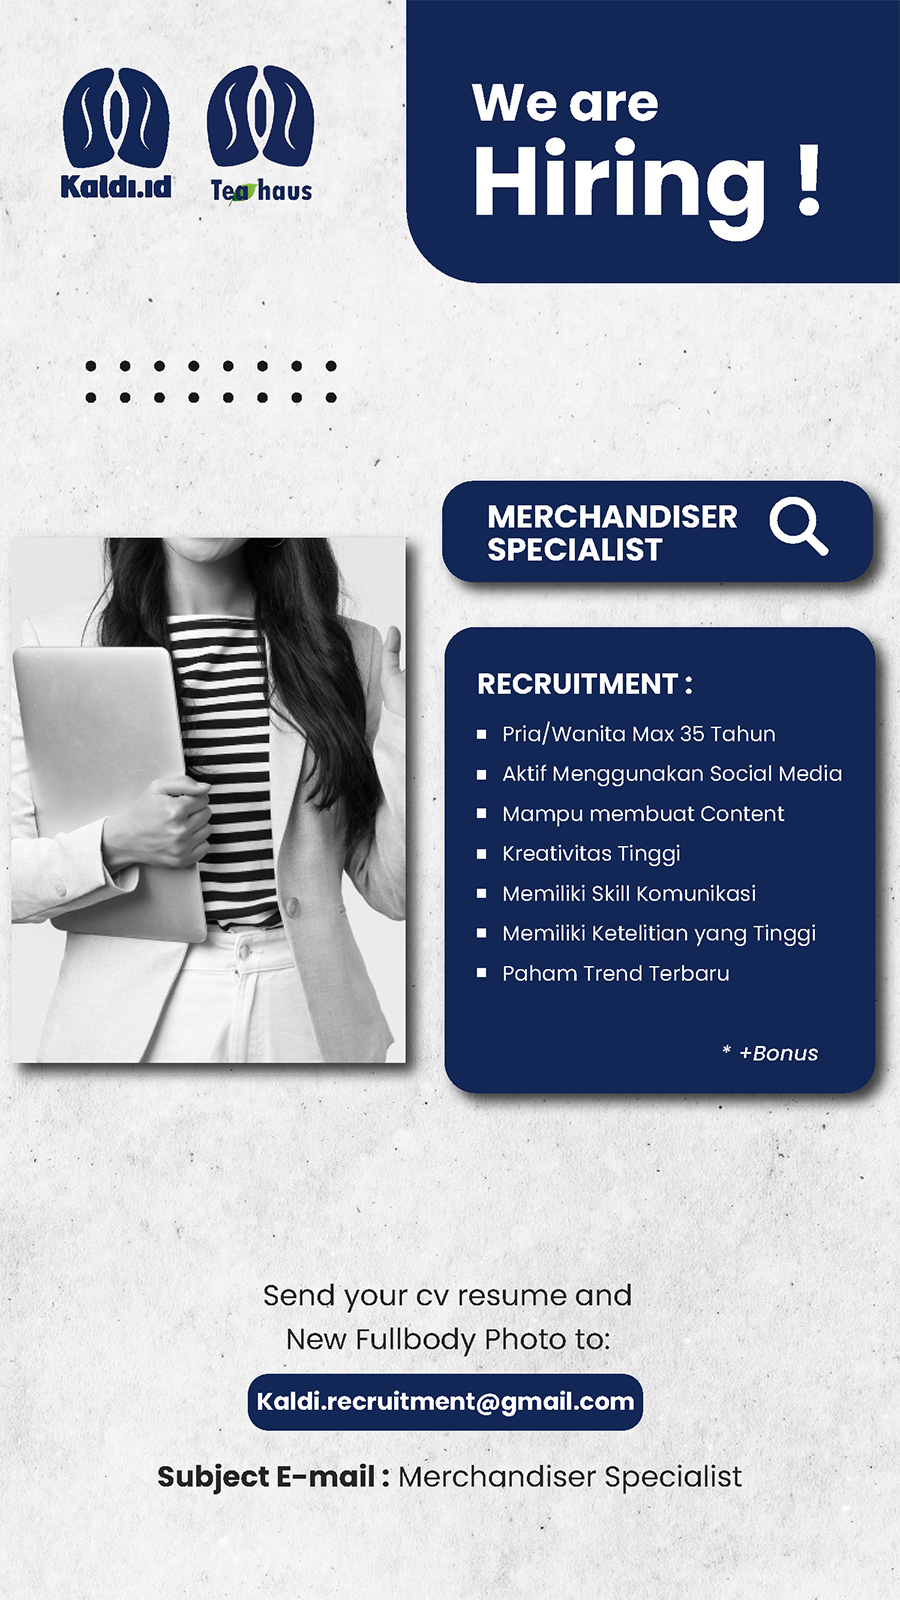 Kaldi.id
Tea haus
We are
Hiring !
MERCHANDISER
SPECIALIST
RECRUITMENT :
Pria/Wanita Max 35 Tahun
Aktif Menggunakan Social Media
Mampu membuat Content
Kreativitas Tinggi
Memiliki Skill Komunikasi
Memiliki Ketelitian yang Tinggi
Paham Trend Terbaru
* +Bonus
Send your cv resume and
New Fullbody Photo to:
Kaldi.recruitment@gmail.com
Subject E-mail : Merchandiser Specialist